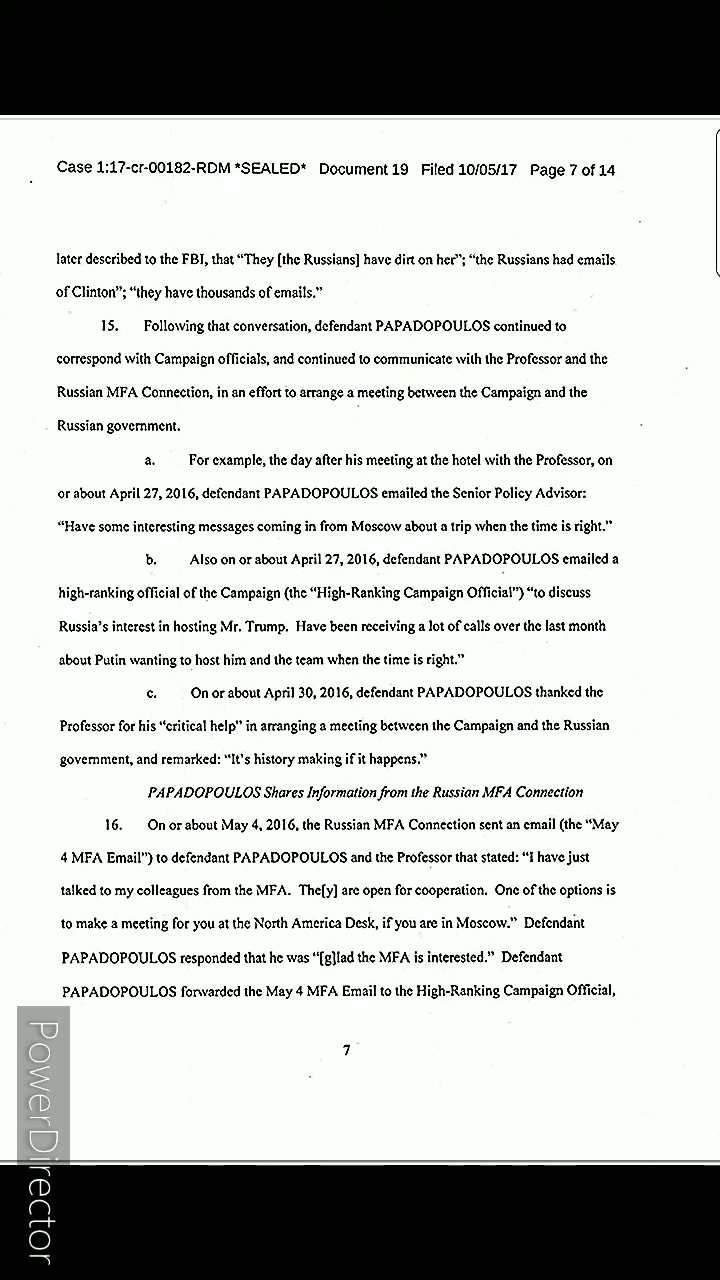 Case 1:17-cr-00182-RDM *SEALED* Document 19 Filed 10/05/17 Page 7 of 14
later described to the FBI, that “They [the Russians] have dirt on her”; “the Russians had emails
of Clinton”; “they have thousands of emails.”
15. Following that conversation, defendant PAPADOPOULOS continued to
correspond with Campaign officials, and continued to communicate with the Professor and the
Russian MFA Connection, in an effort to arrange a meeting between the Campaign and the
Russian government.
a. For example, the day after his meeting at the hotel with the Professor, on
or about April 27, 2016, defendant PAPADOPOULOS emailed the Senior Policy Advisor:
“Have some interesting messages coming in from Moscow about a trip when the time is right.”
b. Also on or about April 27, 2016, defendant PAPADOPOULOS emailed a
high-ranking official of the Campaign (the “High-Ranking Campaign Official”) “to discuss
Russia’s interest in hosting Mr. Trump. Have been receiving a lot of calls over the last month
about Putin wanting to host him and the team when the time is right.”
c. On or about April 30, 2016, defendant PAPADOPOULOS thanked the
Professor for his “critical help” in arranging a meeting between the Campaign and the Russian
government, and remarked: “It’s history making if it happens.”
PAPADOPOULOS Shares Information from the Russian MFA Connection
16. On or about May 4, 2016, the Russian MFA Connection sent an email (the “May
4 MFA Email”) to defendant PAPADOPOULOS and the Professor that stated: “I have just
talked to my colleagues from the MFA. The[y] are open for cooperation. One of the options is
to make a meeting for you at the North America Desk, if you are in Moscow.” Defendant
PAPADOPOULOS responded that he was “[g]lad the MFA is interested.” Defendant
PAPADOPOULOS forwarded the May 4 MFA Email to the High-Ranking Campaign Official,
7
PowerDirector